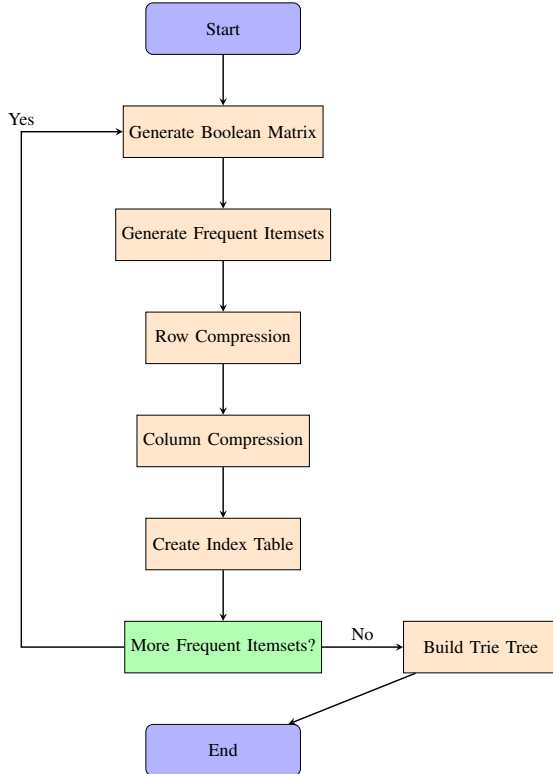 Start
Yes
Generate Boolean Matrix
Generate Frequent Itemsets
Row Compression
Column Compression
Create Index Table
More Frequent Itemsets?
No
Build Trie Tree
End